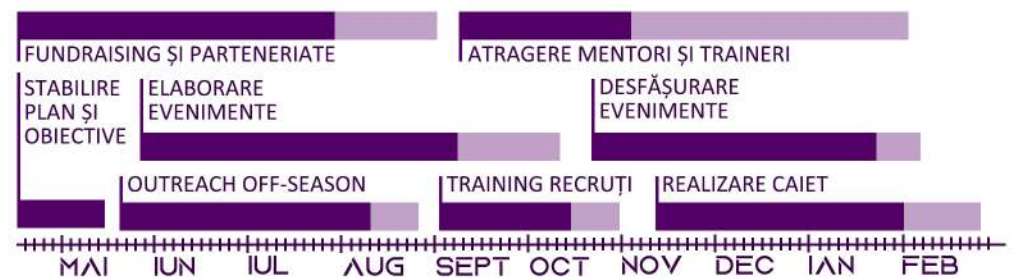 FUNDRAISING ȘI PARTENERIATE
ATRAGERE MENTORI ȘI TRAINERI
STABILIRE
PLAN ȘI
OBIECTIVE
ELABORARE
EVENIMENTE
DESFĂȘURARE
EVENIMENTE
OUTREACH OFF-SEASON
TRAINING RECRUȚI
REALIZARE CAIET
MAI IUN IUL AUG SEPT OCT NOV DEC IAN FEB